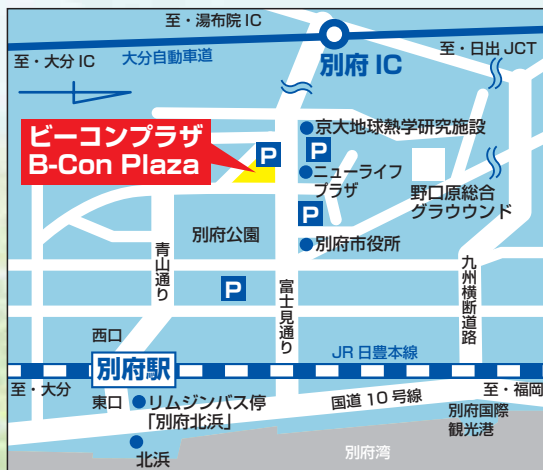 至・湯布院 IC
至・日出 JCT
至・大分 IC
大分自動車道
別府 IC
ビーコンプラザ
B-Con Plaza
P
京大地球熱学研究施設
P
ニューライフ
プラザ
野口原総合
グラウウンド
P
別府公園
別府市役所
青山通り
P
富士見通り
九州横断道路
西口
JR 日豊本線
別府駅
至・大分
至・福岡
東口
リムジンバス停
「別府北浜」
国道 10 号線
別府国際
観光港
北浜
別府湾